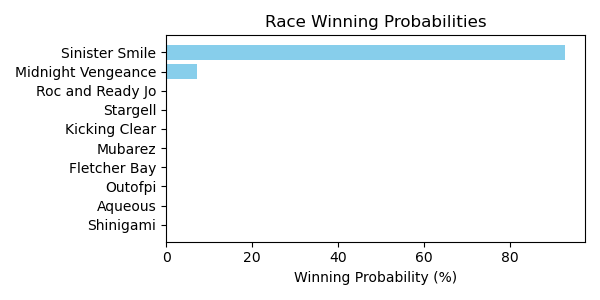 Race Winning Probabilities
Sinister Smile
Midnight Vengeance
Roc and Ready Jo
Stargell
Kicking Clear
Mubarez
Fletcher Bay
Outofpi
Aqueous
Shinigami
0 20 40 60 80
Winning Probability (%)